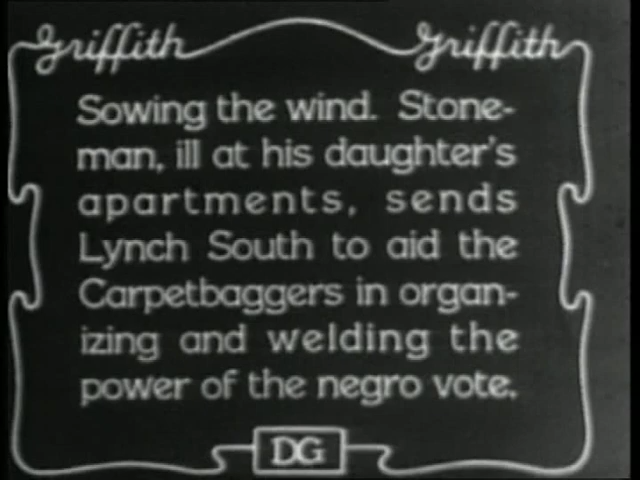 Griffith Griffith
Sowing the wind. Stone-
man, ill at his daughter's
apartments, sends
Lynch South to aid the
Carpetbaggers in organ-
izing and welding the
power of the negro vote.
DG